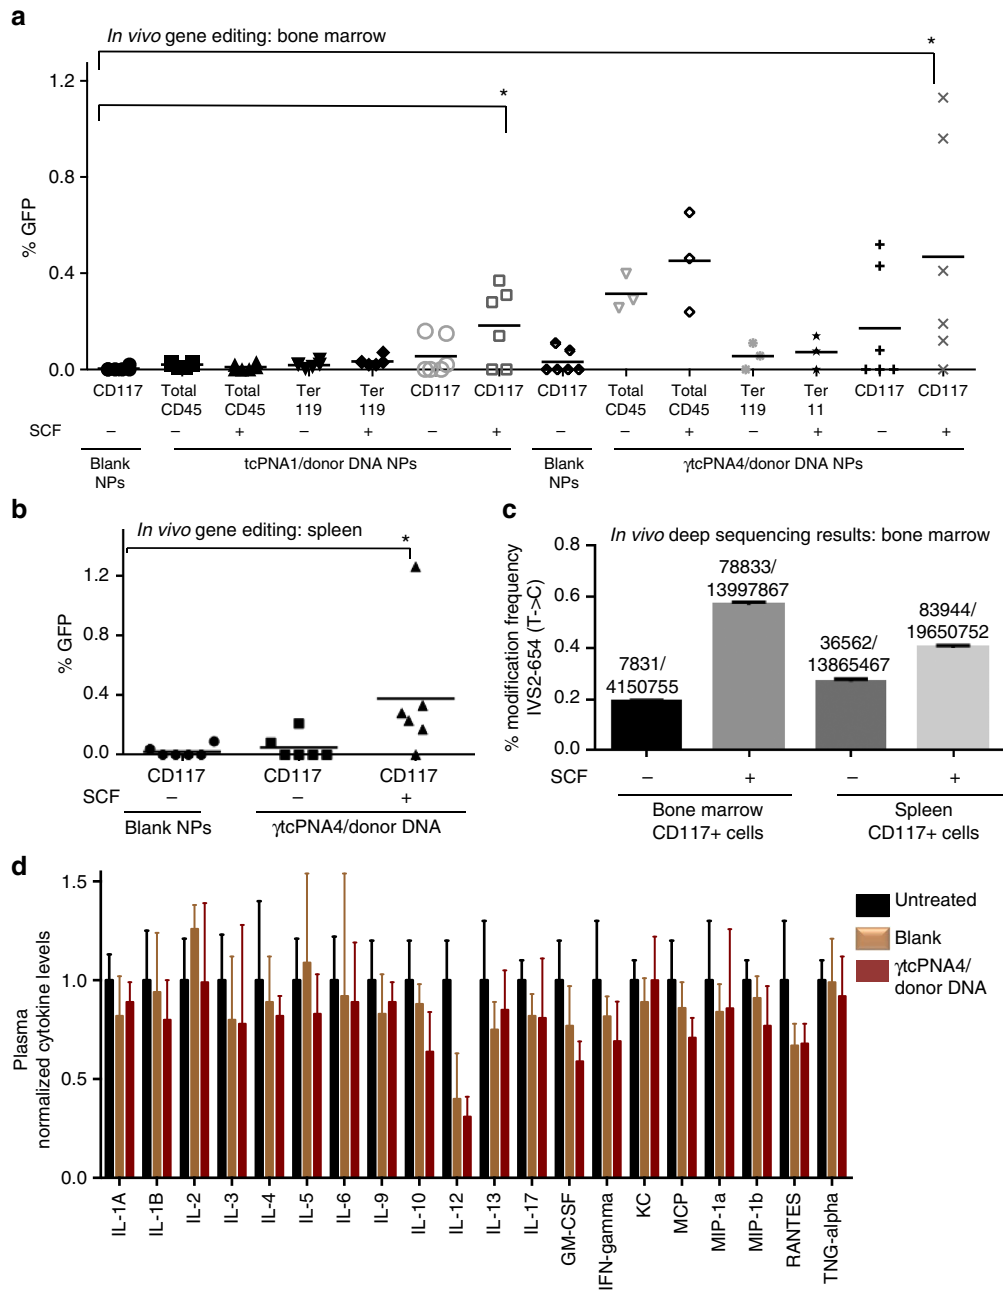 a
In vivo gene editing: bone marrow
*
*
% GFP
1.2
0.8
0.4
0.0
CD117 Total CD45 Total CD45 Ter 119 Ter 119 CD117 CD117 CD117 Total CD45 Total CD45 Ter 119 Ter 11 CD117 CD117
SCF – – + – + – + – – + – + – +
Blank NPs tcPNA1/donor DNA NPs Blank NPs γtcPNA4/donor DNA NPs
b
In vivo gene editing: spleen
*
% GFP
1.2
0.8
0.4
0.0
CD117 CD117 CD117
SCF – – +
Blank NPs γtcPNA4/donor DNA
c
In vivo deep sequencing results: bone marrow
% modification frequency
IVS2-654 (T->C)
0.8
0.6
0.4
0.2
0.0
7831/
4150755
78833/
13997867
36562/
13865467
83944/
19650752
SCF – + – +
Bone marrow
CD117+ cells
Spleen
CD117+ cells
d
Plasma
normalized cytokine levels
1.5
1.0
0.5
0.0
IL-1A IL-1B IL-2 IL-3 IL-4 IL-5 IL-6 IL-9 IL-10 IL-12 IL-13 IL-17 GM-CSF IFN-gamma KC MCP MIP-1a MIP-1b RANTES TNG-alpha
Untreated
Blank
γtcPNA4/
donor DNA